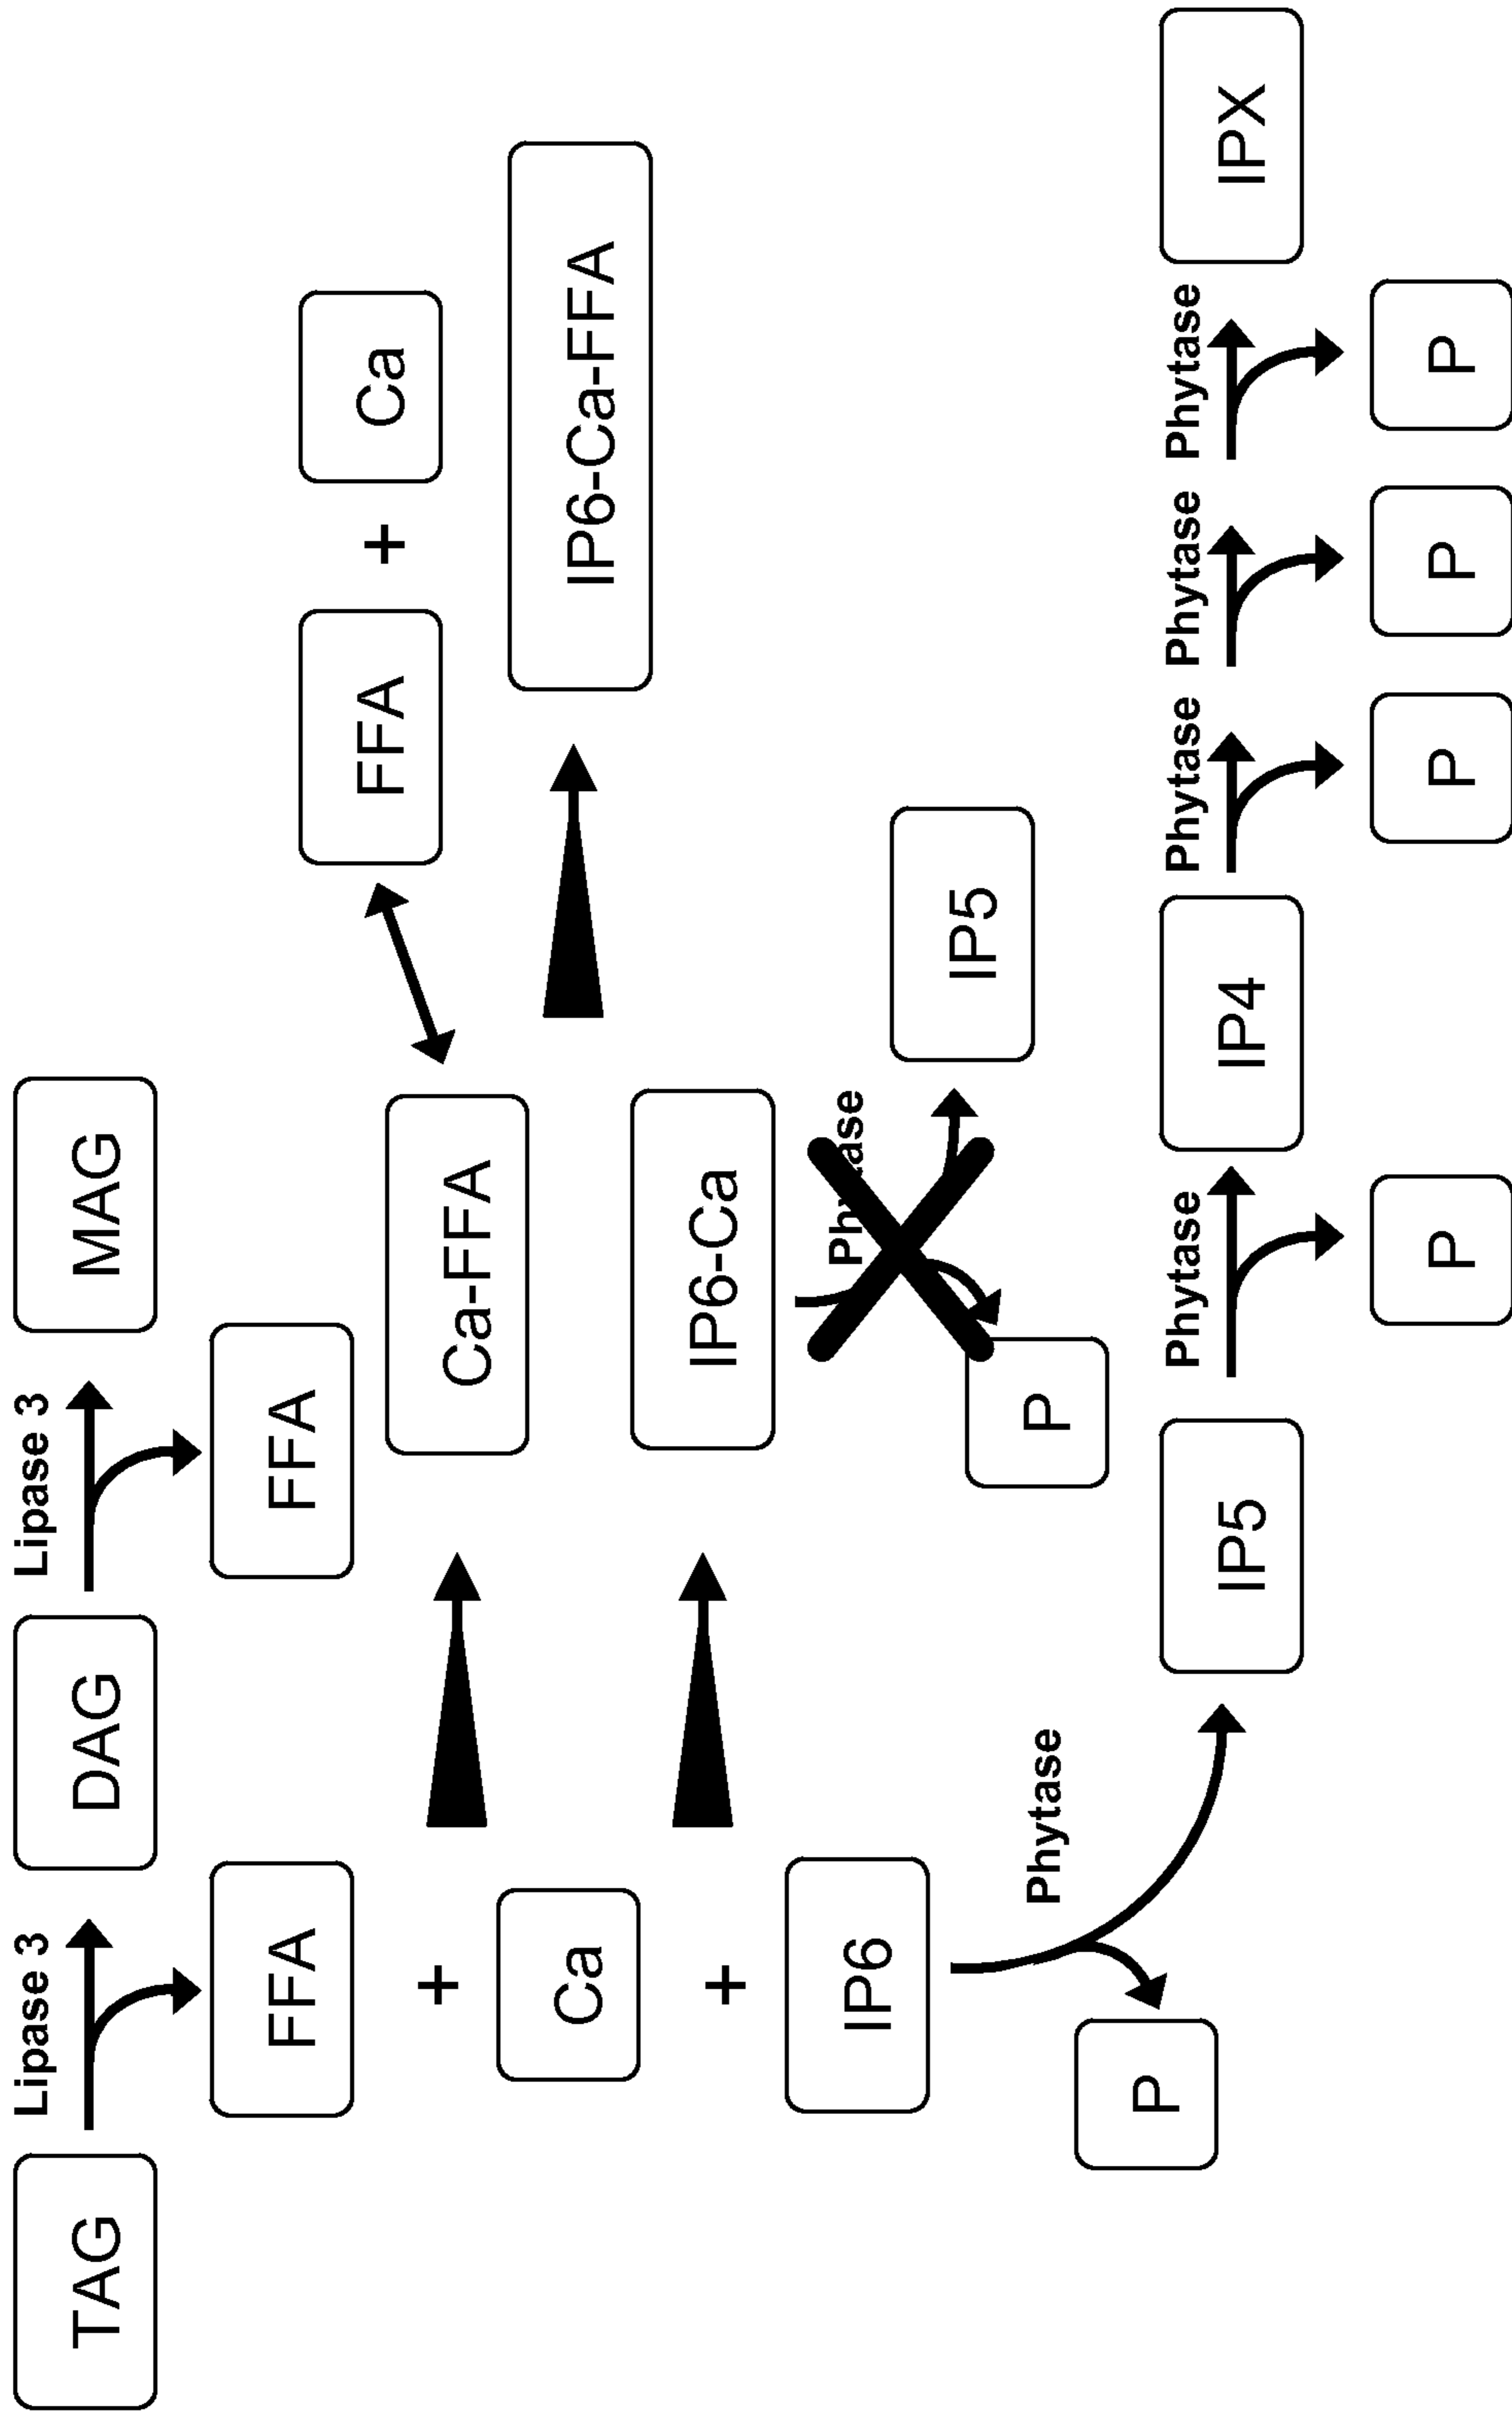 Lipase 3
Lipase 3
TAG
DAG
MAG
FFA
FFA
+
Ca-FFA
FFA
+
Ca
Ca
IP6-Ca-FFA
+
IP6-Ca
IP6
Phytase
IP5
P
Phytase
P
IP5
Phytase
IP4
Phytase
Phytase
Phytase
IPX
P
P
P
P